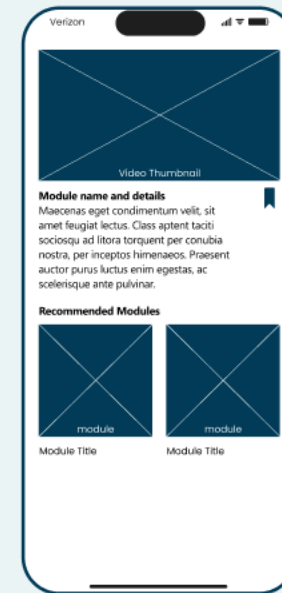 Verizon
Video Thumbnail
Module name and details
Maecenas eget condimentum velit, sit
amet feugiat lectus. Class aptent taciti
sociosqu ad litora torquent per conubia
nostra, per inceptos himenaeos. Praesent
auctor purus luctus enim egestas, ac
scelerisque ante pulvinar.
Recommended Modules
module
module
Module Title
Module Title